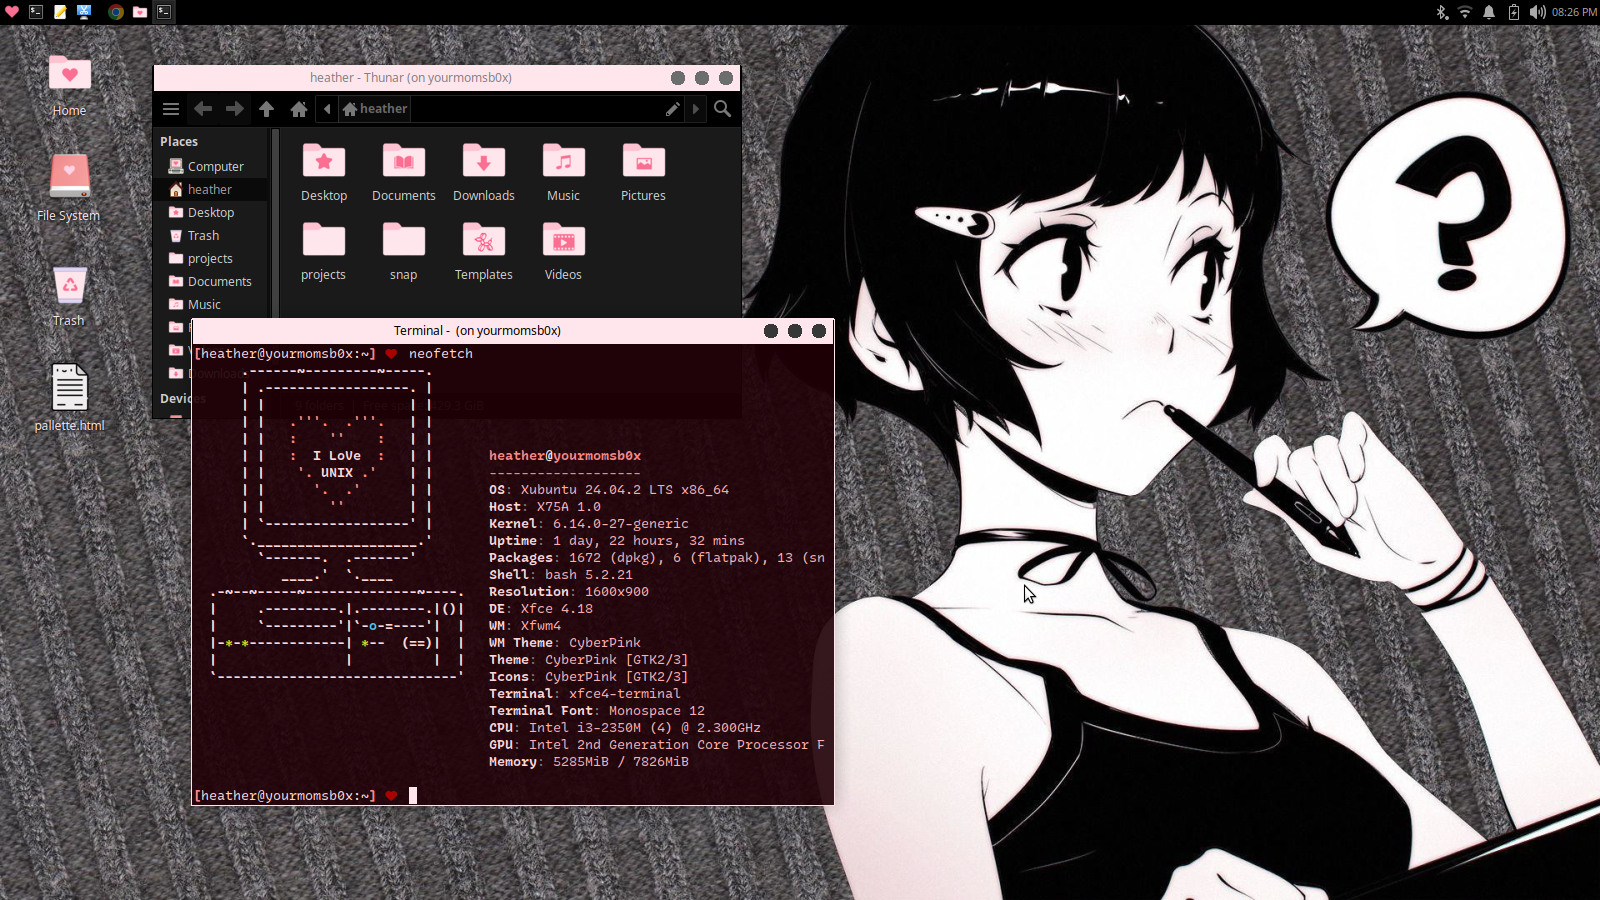 08:26 PM
Home
File System
Trash
pallette.html
heather - Thunar (on yourmomsb0x)
heather
Places
Computer
heather
Desktop
Trash
projects
Documents
Music
Devic
Desktop
Documents
Downloads
Music
Pictures
projects
snap
Templates
Videos
Terminal - (on yourmomsb0x)
[heather@yourmomsb0x:~] ♥ neofetch
I LoVe
UNIX
heather@yourmomsb0x
-------------------
OS: Xubuntu 24.04.2 LTS x86_64
Host: X75A 1.0
Kernel: 6.14.0-27-generic
Uptime: 1 day, 22 hours, 32 mins
Packages: 1672 (dpkg), 6 (flatpak), 13 (sn
Shell: bash 5.2.21
Resolution: 1600x900
DE: Xfce 4.18
WM: Xfwm4
WM Theme: CyberPink
Theme: CyberPink [GTK2/3]
Icons: CyberPink [GTK2/3]
Terminal: xfce4-terminal
Terminal Font: Monospace 12
CPU: Intel i3-2350M (4) @ 2.300GHz
GPU: Intel 2nd Generation Core Processor F
Memory: 5285MiB / 7826MiB
[heather@yourmomsb0x:~] ♥
?